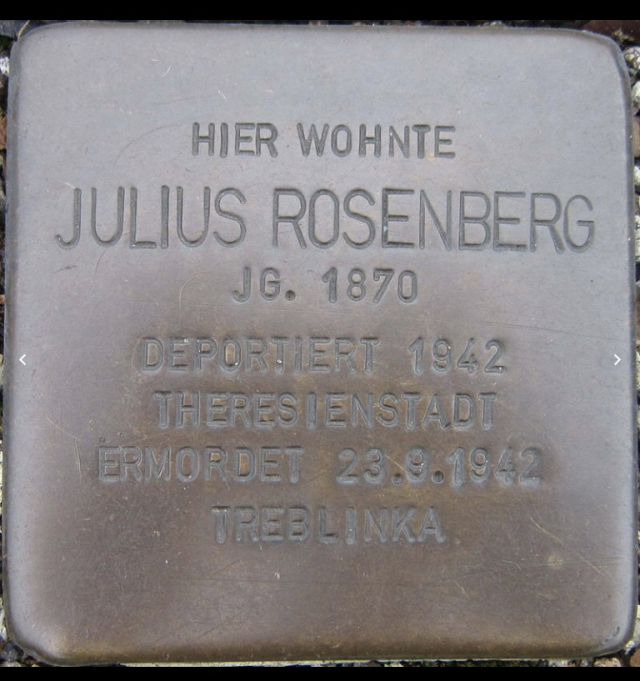 HIER WOHNTE
JULIUS ROSENBERG
JG. 1870
DEPORTIERT 1942
THERESIENSTADT
ERMORDET 23.9.1942
TREBLINKA